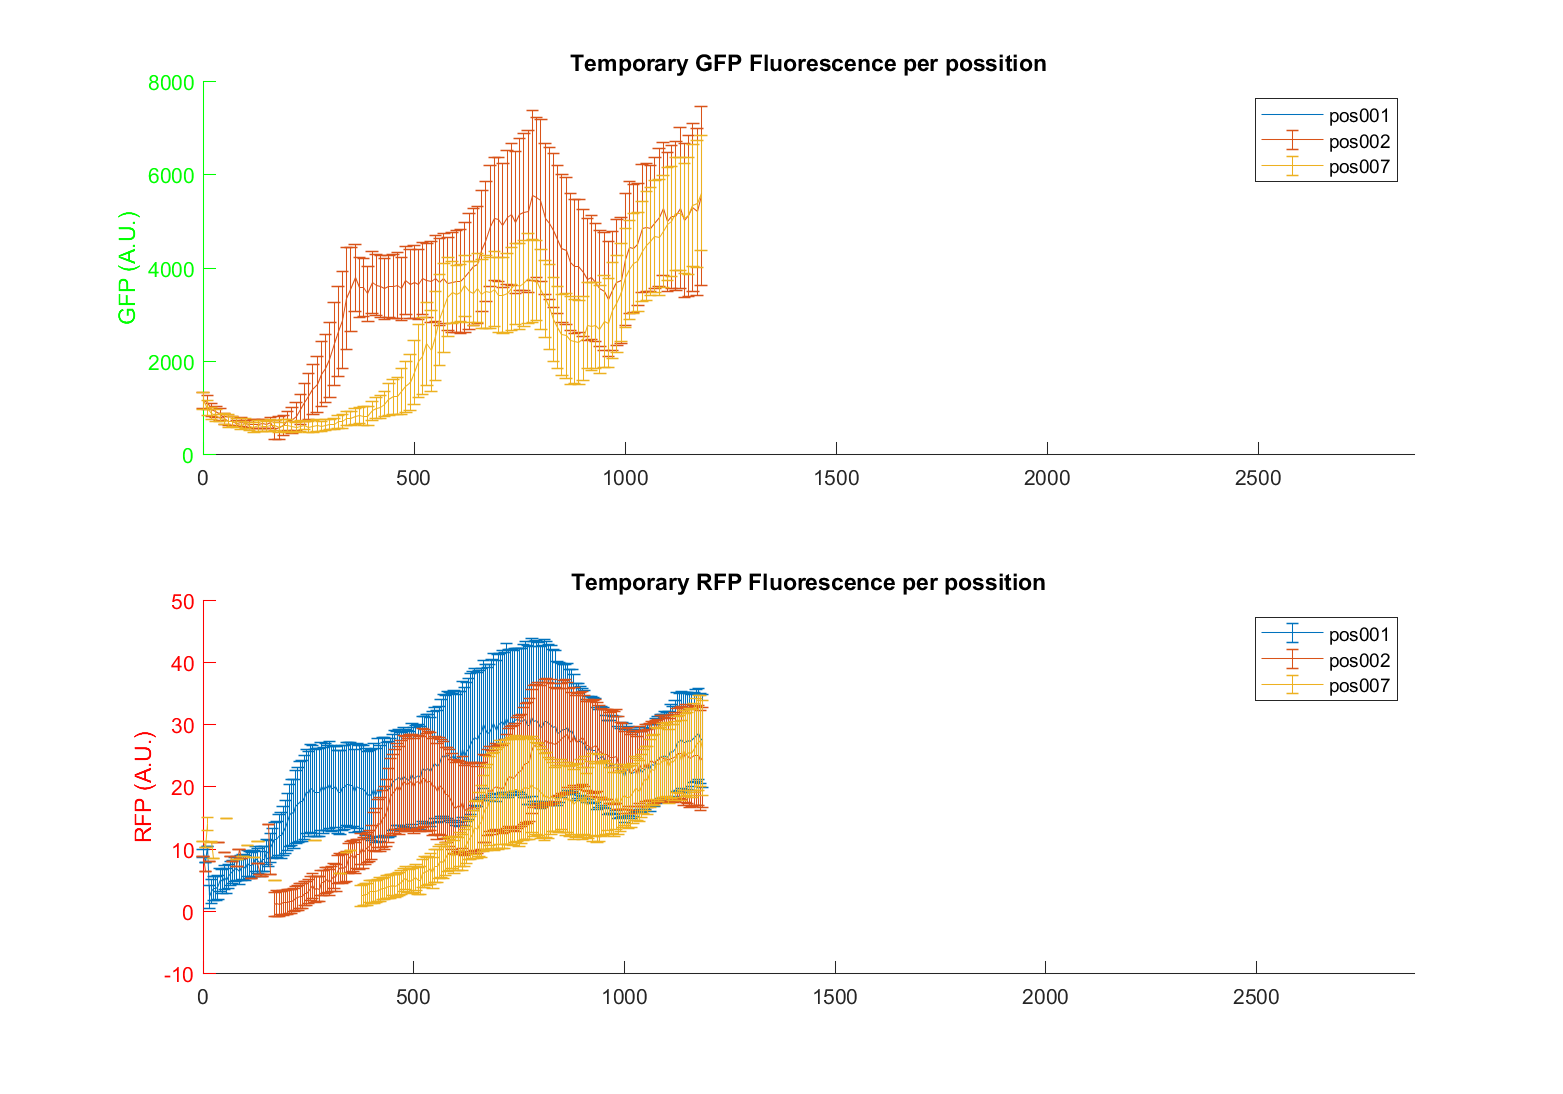 Temporary GFP Fluorescence per possition
8000
6000
4000
2000
0
GFP (A.U.)
pos001
pos002
pos007
0 500 1000 1500 2000 2500
Temporary RFP Fluorescence per possition
50
40
30
20
10
0
-10
RFP (A.U.)
pos001
pos002
pos007
0 500 1000 1500 2000 2500